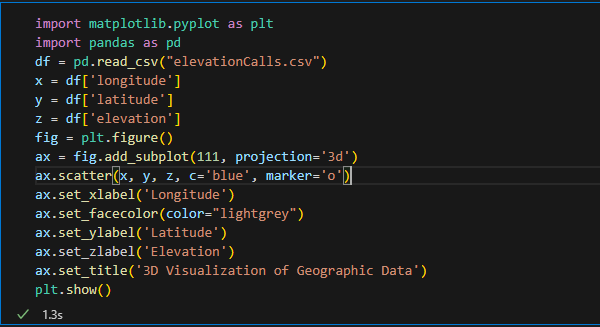 import matplotlib.pyplot as plt
import pandas as pd
df = pd.read_csv("elevationCalls.csv")
x = df['longitude']
y = df['latitude']
z = df['elevation']
fig = plt.figure()
ax = fig.add_subplot(111, projection='3d')
ax.scatter(x, y, z, c='blue', marker='o')
ax.set_xlabel('Longitude')
ax.set_facecolor(color="lightgrey")
ax.set_ylabel('Latitude')
ax.set_zlabel('Elevation')
ax.set_title('3D Visualization of Geographic Data')
plt.show()
1.3s